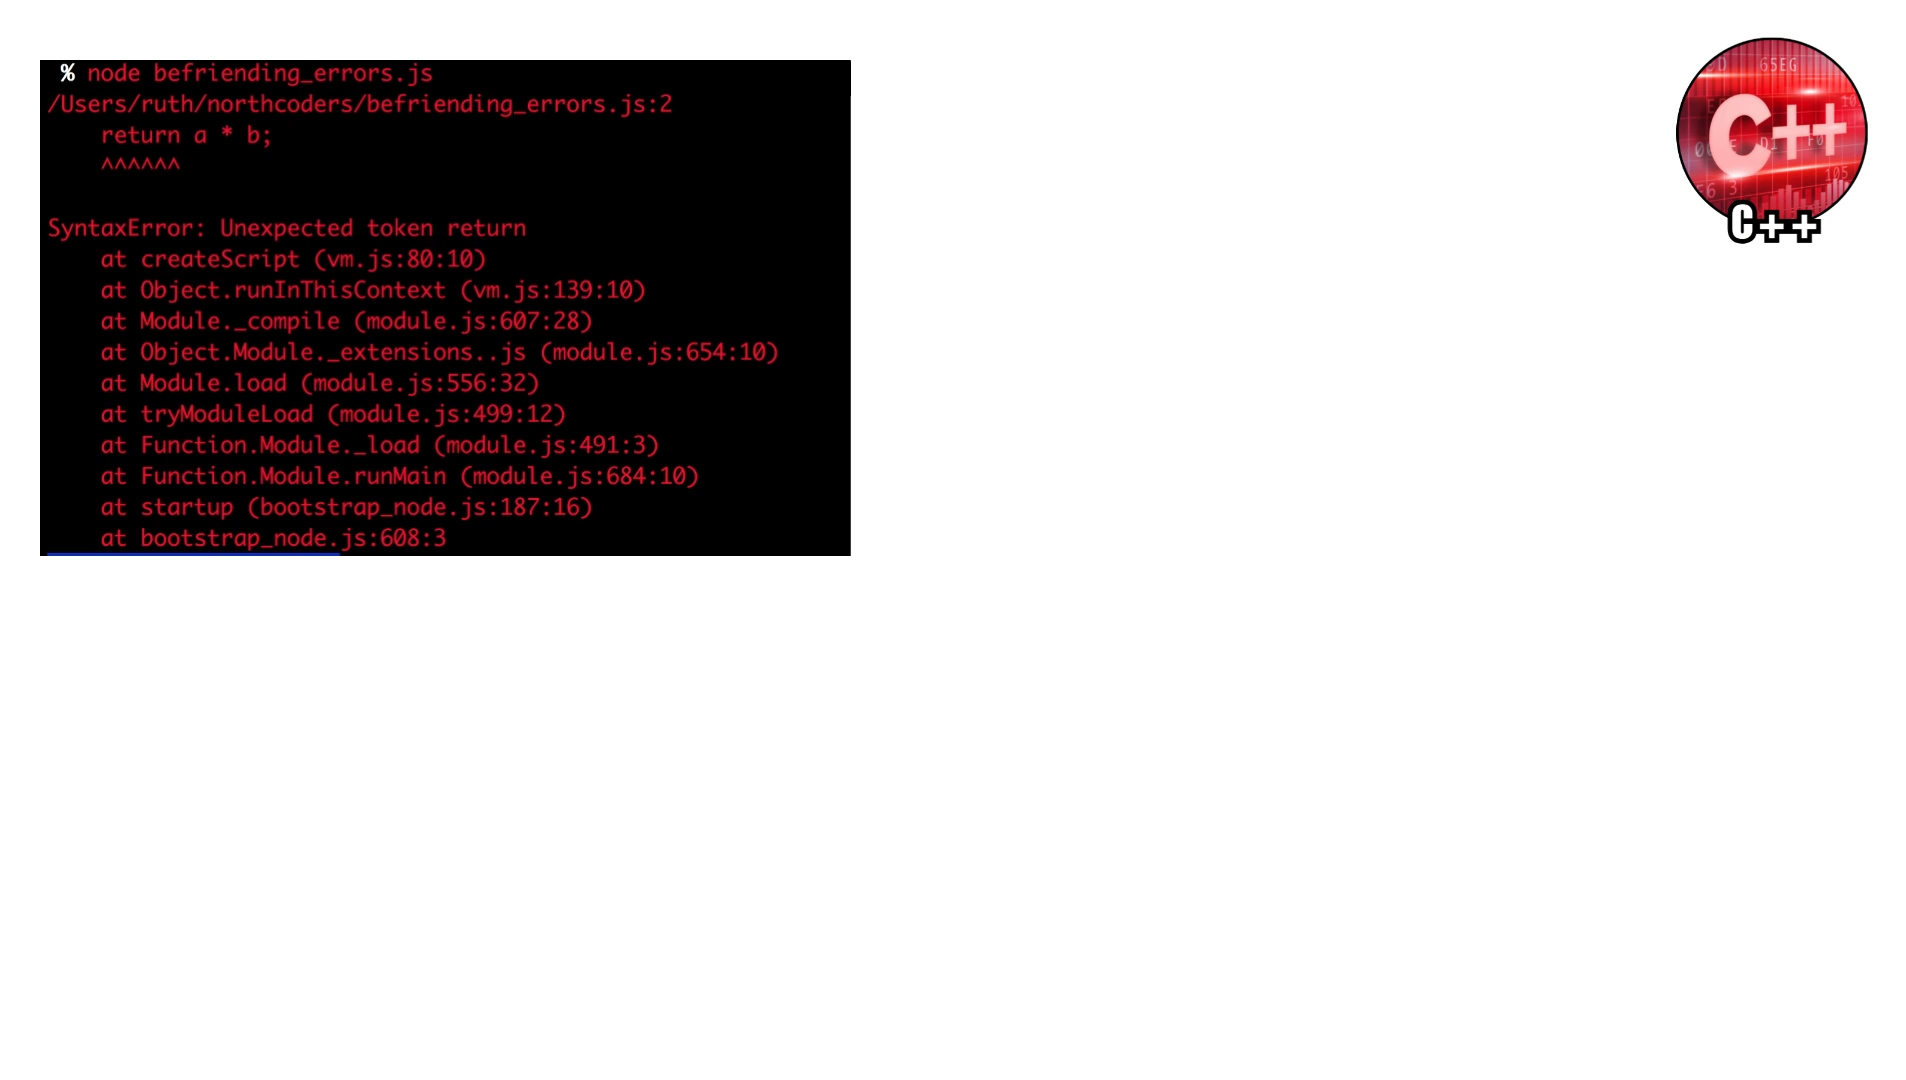 % node befriending_errors.js
/Users/ruth/northcoders/befriending_errors.js:2
    return a * b;
    ^^^^^^
SyntaxError: Unexpected token return
    at createScript (vm.js:80:10)
    at Object.runInThisContext (vm.js:139:10)
    at Module._compile (module.js:607:28)
    at Object.Module._extensions..js (module.js:654:10)
    at Module.load (module.js:556:32)
    at tryModuleLoad (module.js:499:12)
    at Function.Module._load (module.js:491:3)
    at Function.Module.runMain (module.js:684:10)
    at startup (bootstrap_node.js:187:16)
    at bootstrap_node.js:608:3
65EG
C++
105
C++